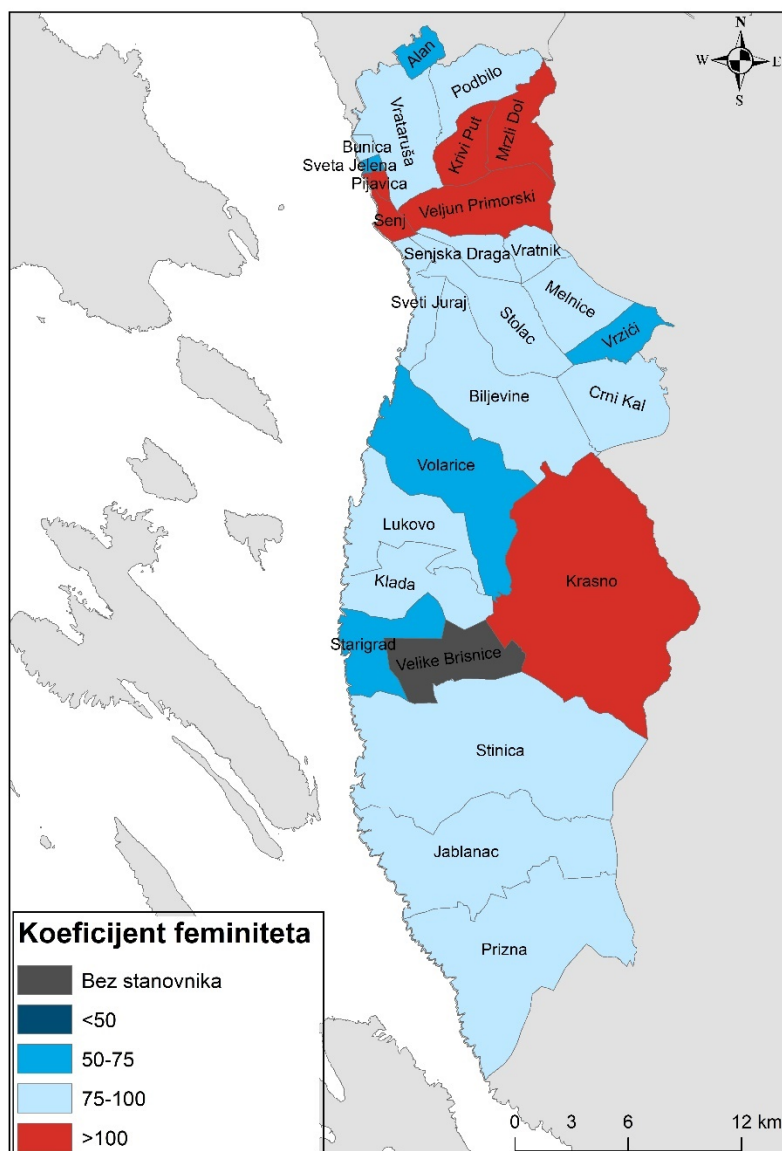 N
W
E
S
Alan
Podbilo
Vrataruša
Krivi Put
Mrzli Dol
Bunica
Sveta Jelena
Pijavica
Senj
Veljun Primorski
Senjska Draga
Vratnik
Sveti Juraj
Stolac
Melnice
Vrzići
Biljevine
Crni Kal
Volarice
Lukovo
Klada
Krasno
Starigrad
Velike Brisnice
Stinica
Jablanac
Prizna
Koeficijent feminiteta
Bez stanovnika
<50
50-75
75-100
>100
0 3 6 12 km